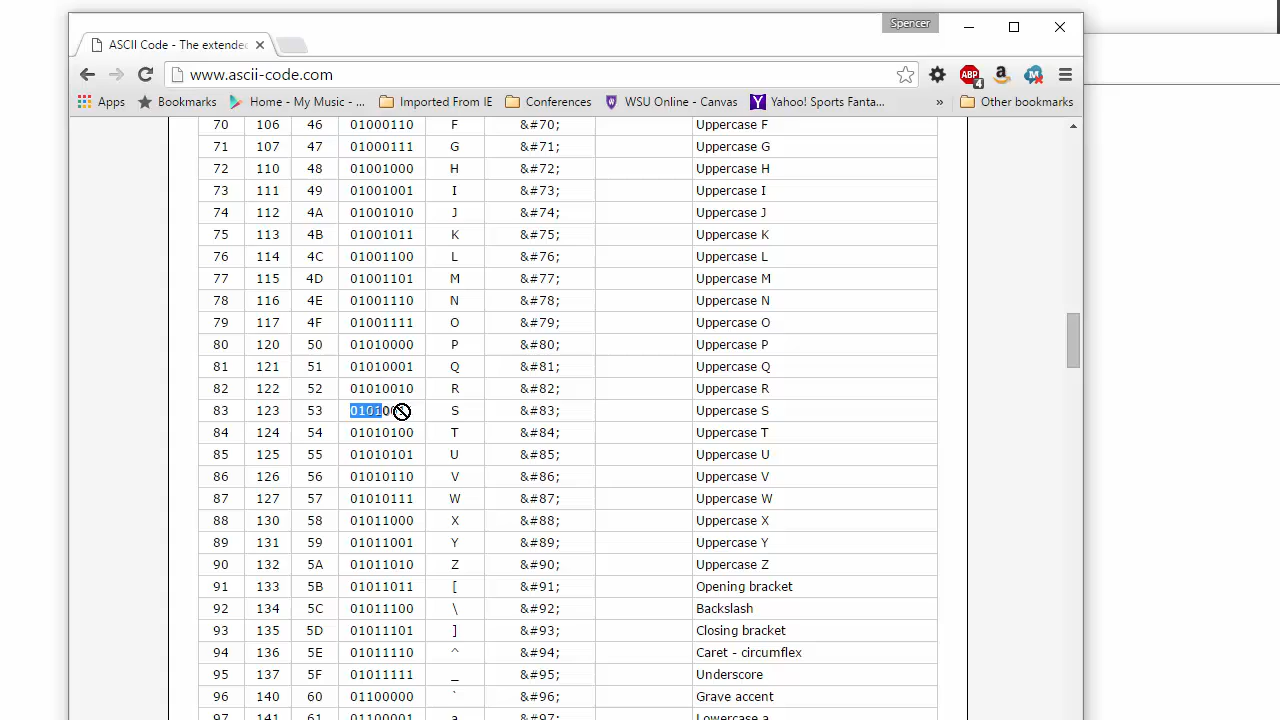 Spencer
ASCII Code - The extende
www.ascii-code.com
ABP 4
Apps Bookmarks Home - My Music - ... Imported From IE Conferences WSU Online - Canvas Yahoo! Sports Fanta... » Other bookmarks
70 106 46 01000110 F &#70; Uppercase F
71 107 47 01000111 G &#71; Uppercase G
72 110 48 01001000 H &#72; Uppercase H
73 111 49 01001001 I &#73; Uppercase I
74 112 4A 01001010 J &#74; Uppercase J
75 113 4B 01001011 K &#75; Uppercase K
76 114 4C 01001100 L &#76; Uppercase L
77 115 4D 01001101 M &#77; Uppercase M
78 116 4E 01001110 N &#78; Uppercase N
79 117 4F 01001111 O &#79; Uppercase O
80 120 50 01010000 P &#80; Uppercase P
81 121 51 01010001 Q &#81; Uppercase Q
82 122 52 01010010 R &#82; Uppercase R
83 123 53 S &#83; Uppercase S
84 124 54 01010100 T &#84; Uppercase T
85 125 55 01010101 U &#85; Uppercase U
86 126 56 01010110 V &#86; Uppercase V
87 127 57 01010111 W &#87; Uppercase W
88 130 58 01011000 X &#88; Uppercase X
89 131 59 01011001 Y &#89; Uppercase Y
90 132 5A 01011010 Z &#90; Uppercase Z
91 133 5B 01011011 [ &#91; Opening bracket
92 134 5C 01011100 \ &#92; Backslash
93 135 5D 01011101 ] &#93; Closing bracket
94 136 5E 01011110 ^ &#94; Caret - circumflex
95 137 5F 01011111 _ &#95; Underscore
96 140 60 01100000 ` &#96; Grave accent
97 141 61 01100001 a &#97; Lowercase a